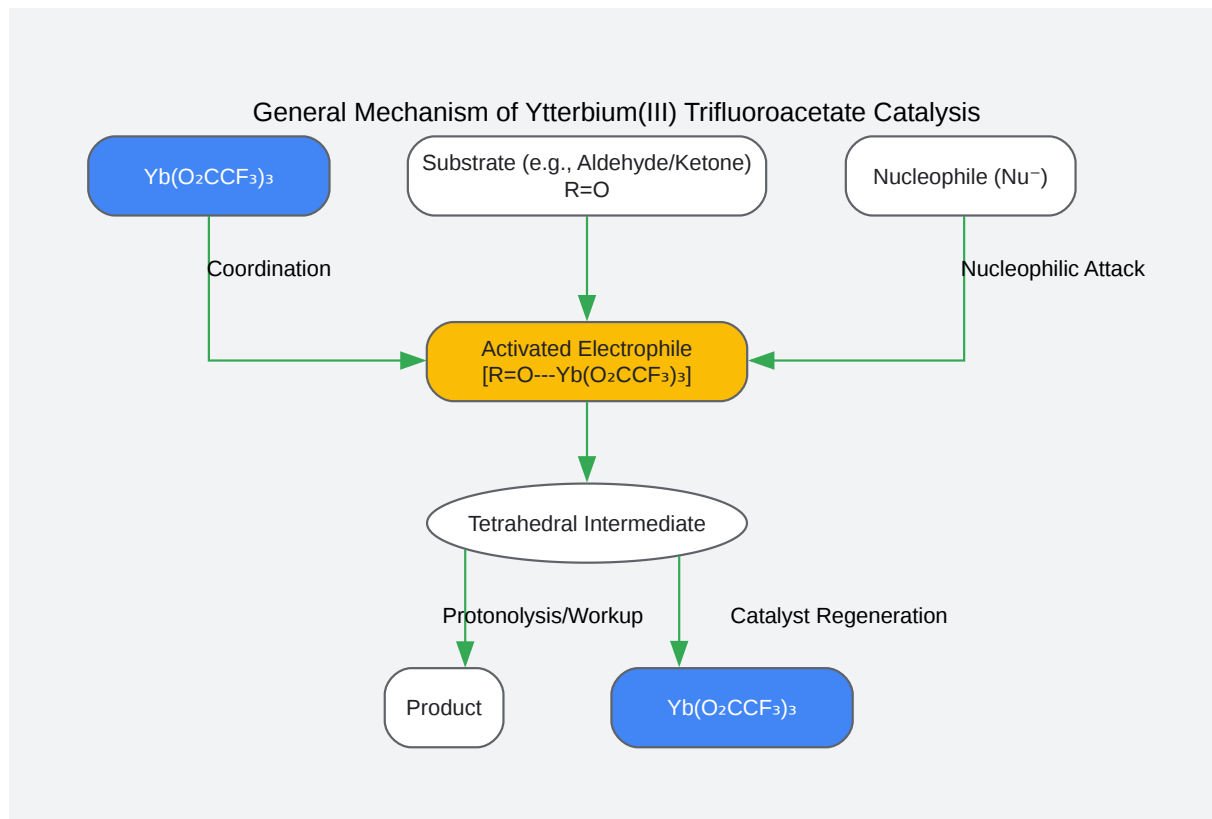 General Mechanism of Ytterbium(III) Trifluoroacetate Catalysis
Yb(O₂CCF₃)₃
Substrate (e.g., Aldehyde/Ketone)
R=O
Nucleophile (Nu⁻)
Coordination
Nucleophilic Attack
Activated Electrophile
[R=O---Yb(O₂CCF₃)₃]
Tetrahedral Intermediate
Protonolysis/Workup
Catalyst Regeneration
Product
Yb(O₂CCF₃)₃